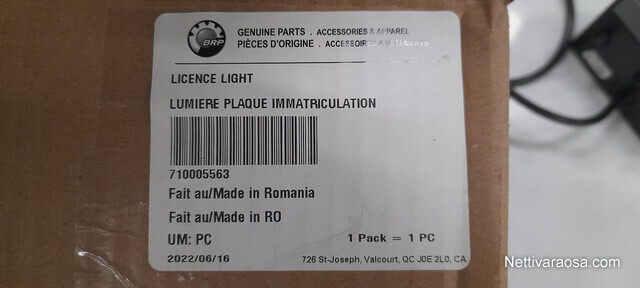 BRP
GENUINE PARTS . ACCESSORIES & APPAREL
PIÈCES D'ORIGINE .
LICENCE LIGHT
LUMIERE PLAQUE IMMATRICULATION
710005563
Fait au/Made in Romania
Fait au/Made in RO
UM: PC 1 Pack = 1 PC
2022/06/16 726 St-Joseph, Valcourt, QC J0E 2L0, CA
Nettivaraosa.com